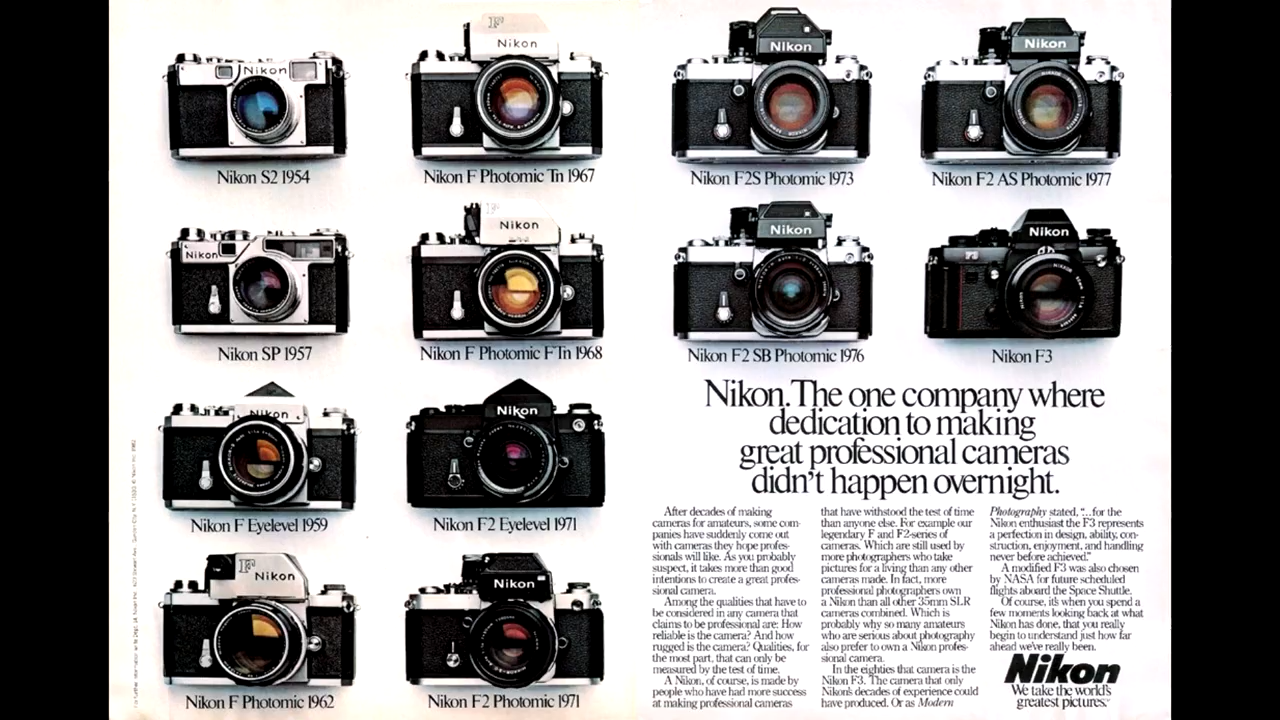 Nikon S2 1954
Nikon F Photomic Tn 1967
Nikon F2S Photomic 1973
Nikon F2 AS Photomic 1977
Nikon SP 1957
Nikon F Photomic FTn 1968
Nikon F2 SB Photomic 1976
Nikon F3
Nikon F Eyelevel 1959
Nikon F2 Eyelevel 1971
Nikon F Photomic 1962
Nikon F2 Photomic 1971
Nikon. The one company where
dedication to making
great professional cameras
didn't happen overnight.
After decades of making
cameras for amateurs, some com-
panies have suddenly come out
with cameras they hope profes-
sionals will like. As you probably
suspect, it takes more than good
intentions to create a great profes-
sional camera.
Among the qualities that have to
be considered in any camera that
claims to be professional are: How
reliable is the camera? And how
rugged is the camera? Qualities, for
the most part, that can only be
measured by the test of time.
A Nikon, of course, is made by
people who have had more success
at making professional cameras
that have withstood the test of time
than anyone else. For example our
legendary F and F2-series of
cameras. Which are still used by
more photographers who take
pictures for a living than any other
cameras made. In fact, more
professional photographers own
a Nikon than all other 35mm SLR
cameras combined. Which is
probably why so many amateurs
who are serious about photography
also prefer to own a Nikon profes-
sional camera.
In the eighties that camera is the
Nikon F3. The camera that only
Nikon's decades of experience could
have produced. Or as Modern
Photography stated, "...for the
Nikon enthusiast the F3 represents
a perfection in design, ability, con-
struction, enjoyment, and handling
never before achieved."
A modified F3 was also chosen
by NASA for future scheduled
flights aboard the Space Shuttle.
Of course, it's when you spend a
few moments looking back at what
Nikon has done, that you really
begin to understand just how far
ahead we've really been.
Nikon
We take the world's
greatest pictures.